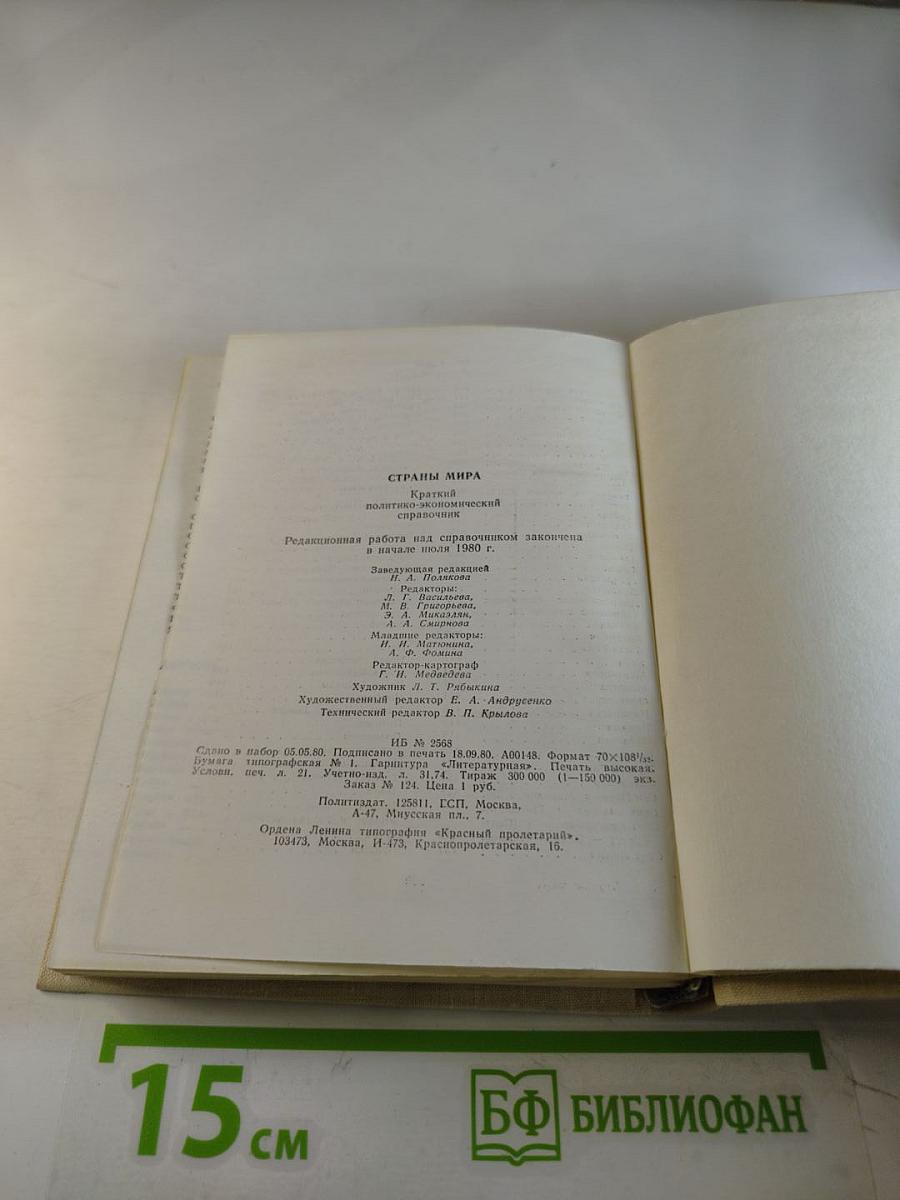 СТРАНЫ МИРА
Краткий
политико-экономический
справочник
Редакционная работа над справочником закончена
в начале июля 1980 г.
Заведующая редакцией
Н. А. Полякова
Редакторы:
Л. Г. Васильева,
М. В. Григорьева,
Э. А. Микаэлян,
А. А. Смирнова
Младшие редакторы:
Н. И. Матюнина,
А. Ф. Фомина
Редактор-картограф
Г. И. Медведева
Художник Л. Т. Рябыкина
Художественный редактор Е. А. Андрусенко
Технический редактор В. П. Крылова
ИБ № 2568
Сдано в набор 05.05.80. Подписано в печать 18.09.80. А00148. Формат 70×108¹/₃₂.
Бумага типографская № 1. Гарнитура «Литературная». Печать высокая.
Условн. печ. л. 21. Учетно-изд. л. 31,74. Тираж 300 000 (1—150 000) экз.
Заказ № 124. Цена 1 руб.
Политиздат. 125811, ГСП, Москва,
А-47, Миусская пл., 7.
Ордена Ленина типография «Красный пролетарий».
103473, Москва, И-473, Краснопролетарская, 16.
15 см
БФ БИБЛИОФАН